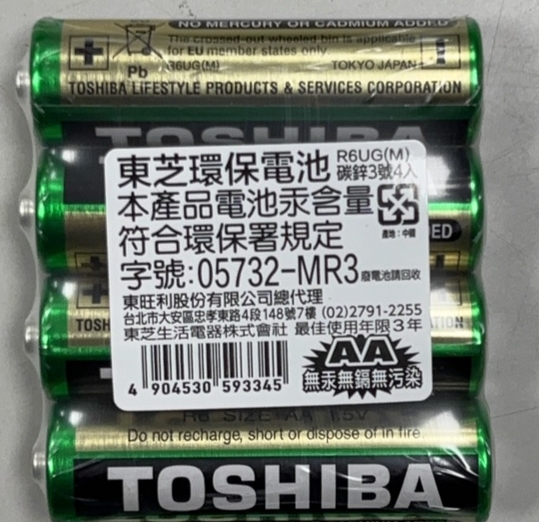 NO MERCURY OR CADMIUM ADDED
The crossed-out wheeled bin is applicable
for EU member states only
Pb
R6UG(M) TOKYO JAPAN
TOSHIBA LIFESTYLE PRODUCTS & SERVICES CORPORATION
TOSHIBA
東芝環保電池 R6UG(M)
碳鋅3號4入
本產品電池汞含量
產地:中國
符合環保署規定
字號:05732-MR3 廢電池請回收
東旺利股份有限公司總代理
台北市大安區忠孝東路4段148號7樓 (02)2791-2255
東芝生活電器株式會社 最佳使用年限3年
AA
無汞無鎘無污染
4 904530 593345
R6 SIZE AA 1.5V
Do not recharge, short or dispose of in fire.
TOSHIBA